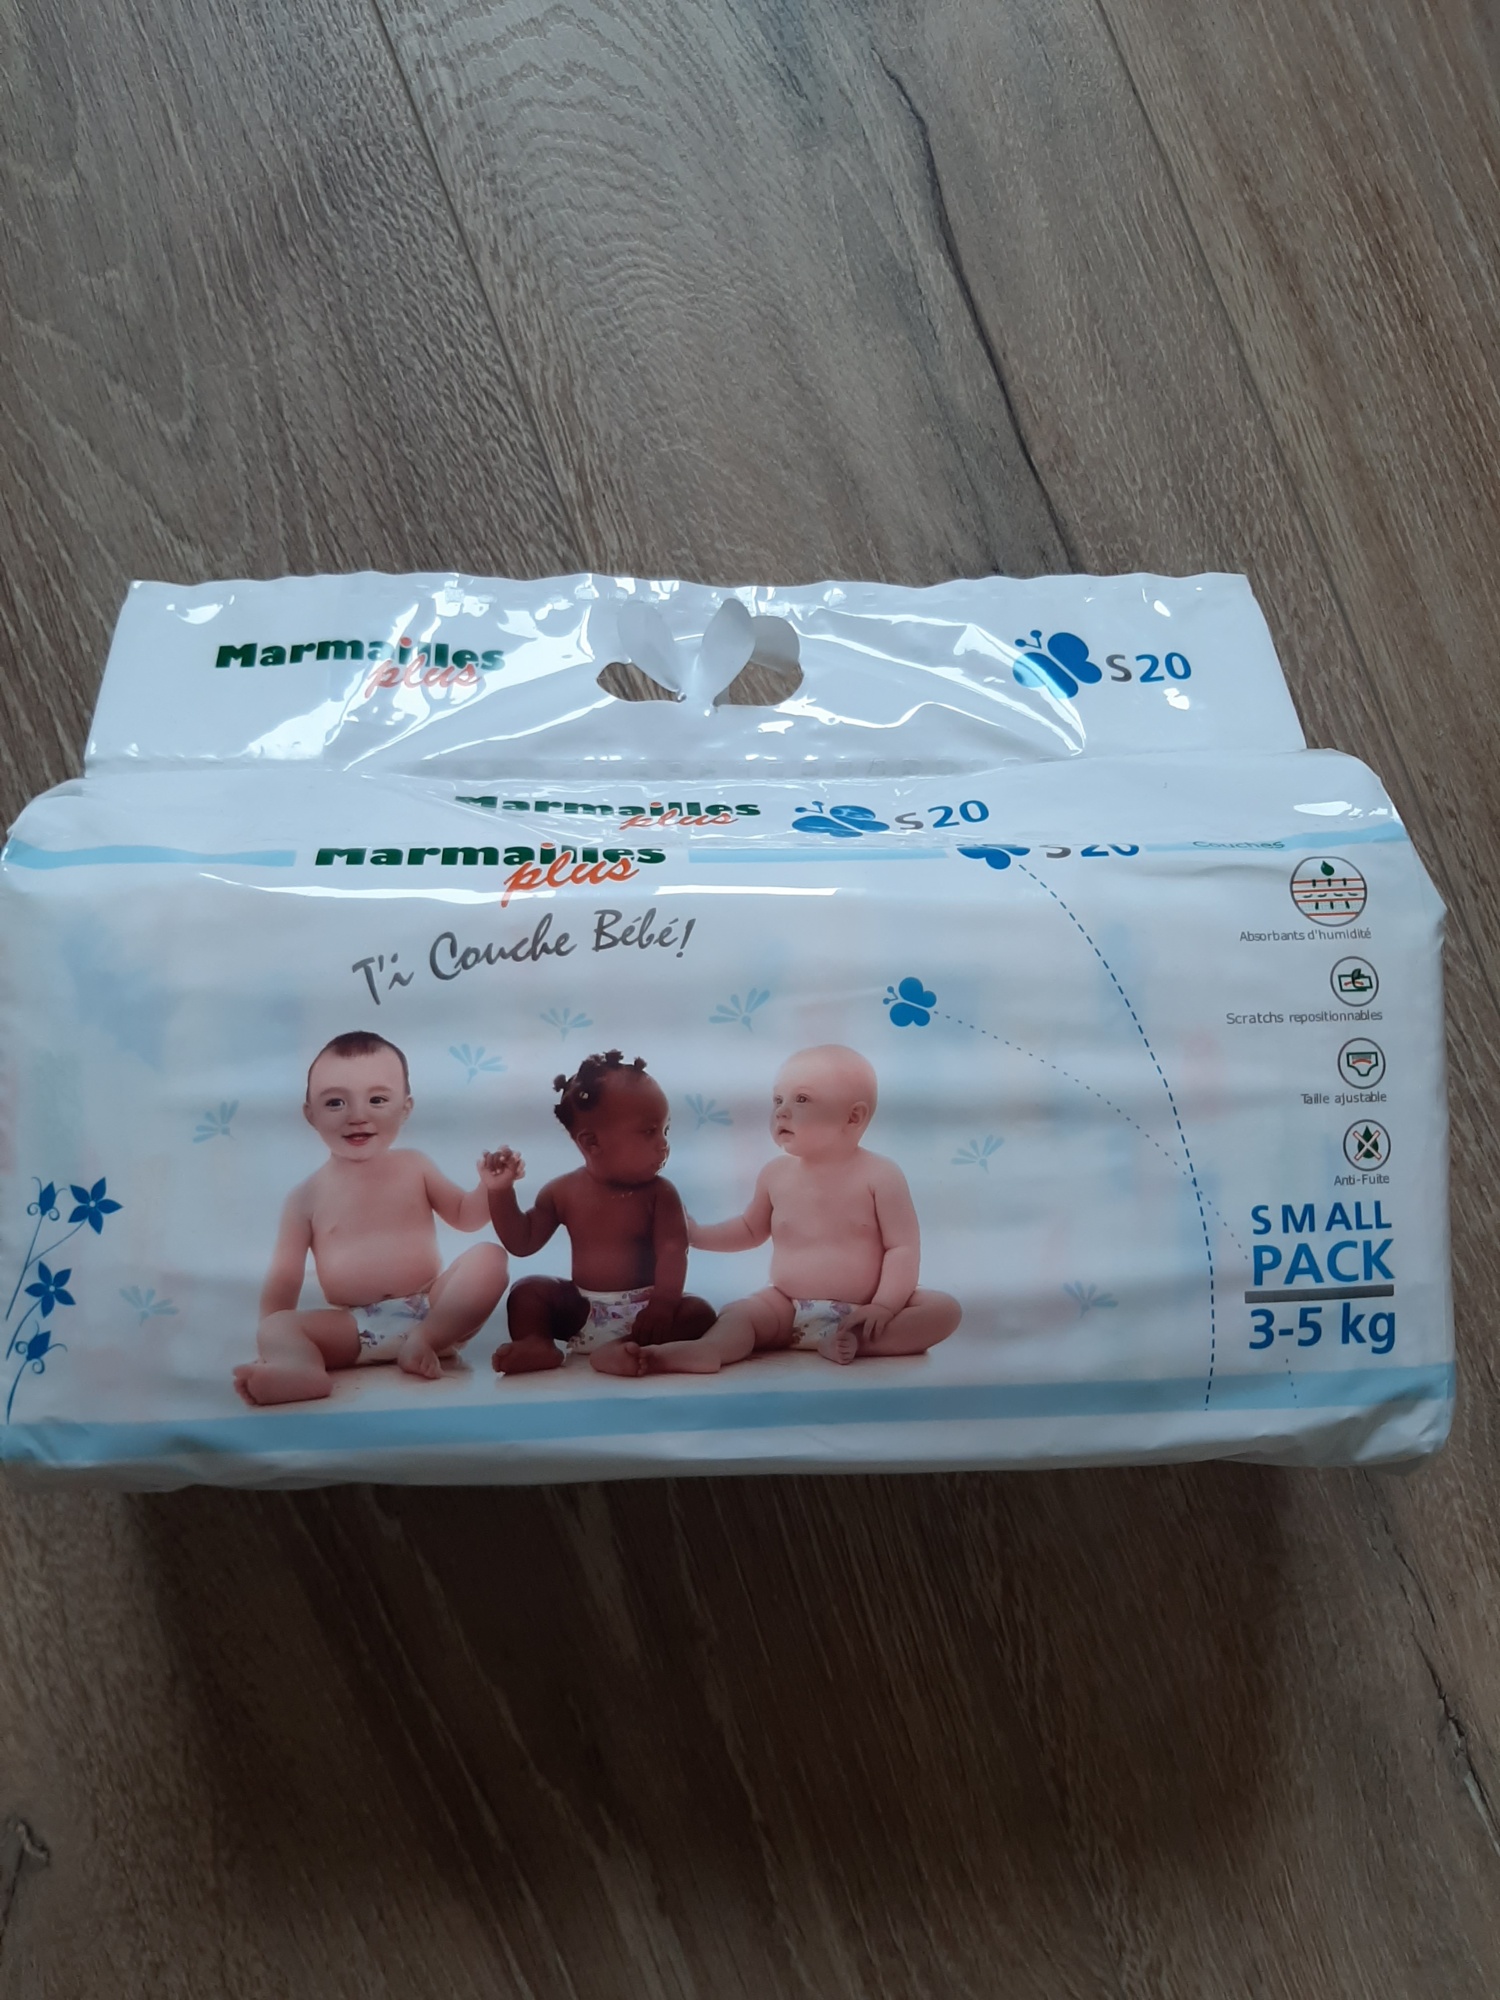 Marmailles
plus
S20
Marmailles
plus
S20
Marmailles
plus
S20
Couches
T'i Couche Bébé!
Absorbants d'humidité
Scratchs repositionnables
Taille ajustable
Anti-Fuite
SMALL
PACK
3-5 kg